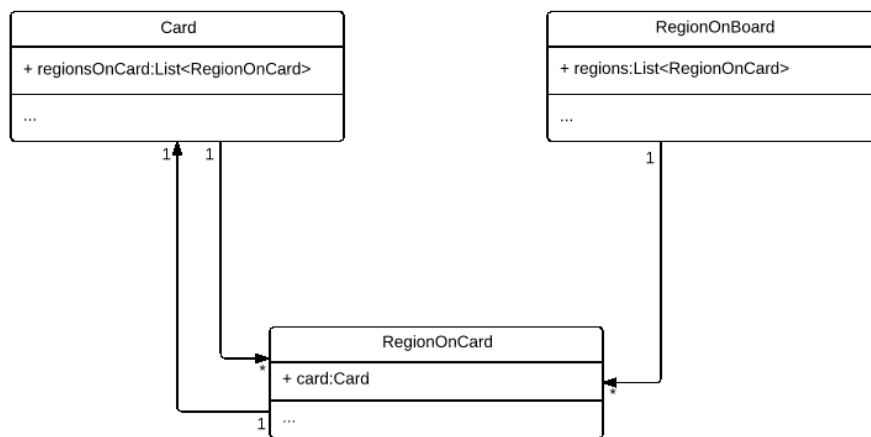 Card
+ regionsOnCard:List<RegionOnCard>
...
1
1
RegionOnBoard
+ regions:List<RegionOnCard>
...
1
RegionOnCard
+ card:Card
...
*
*
1